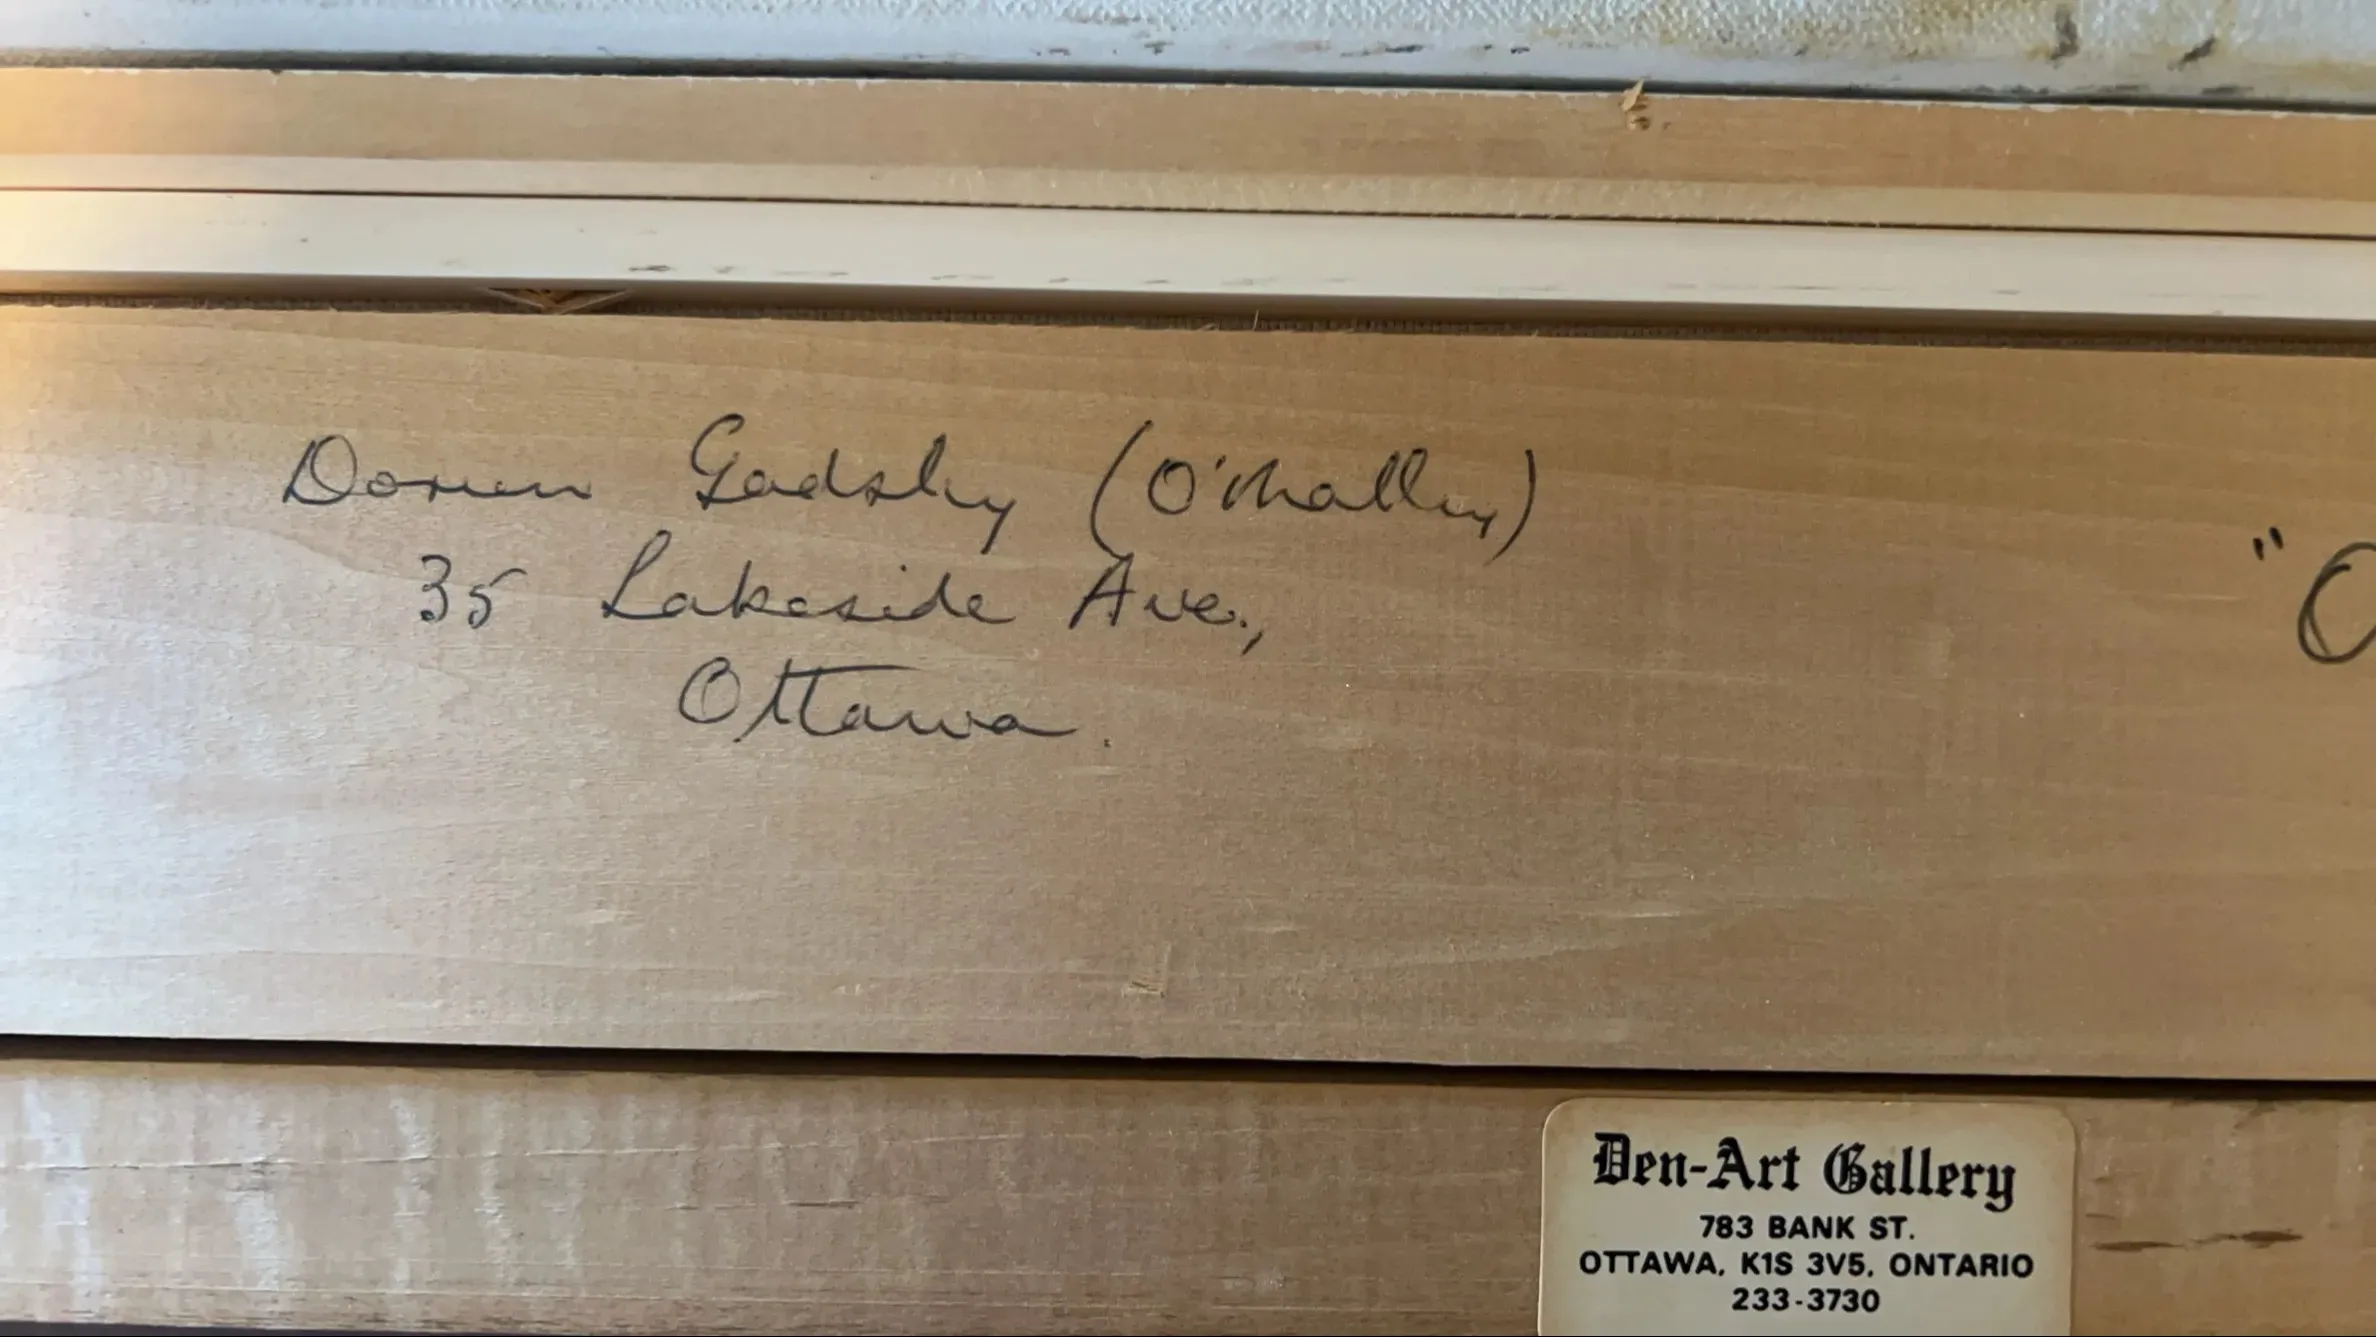 Doreen Gadsby (O'Malley)
35 Lakeside Ave.,
Ottawa.
"O
Den-Art Gallery
783 BANK ST.
OTTAWA, K1S 3V5, ONTARIO
233-3730